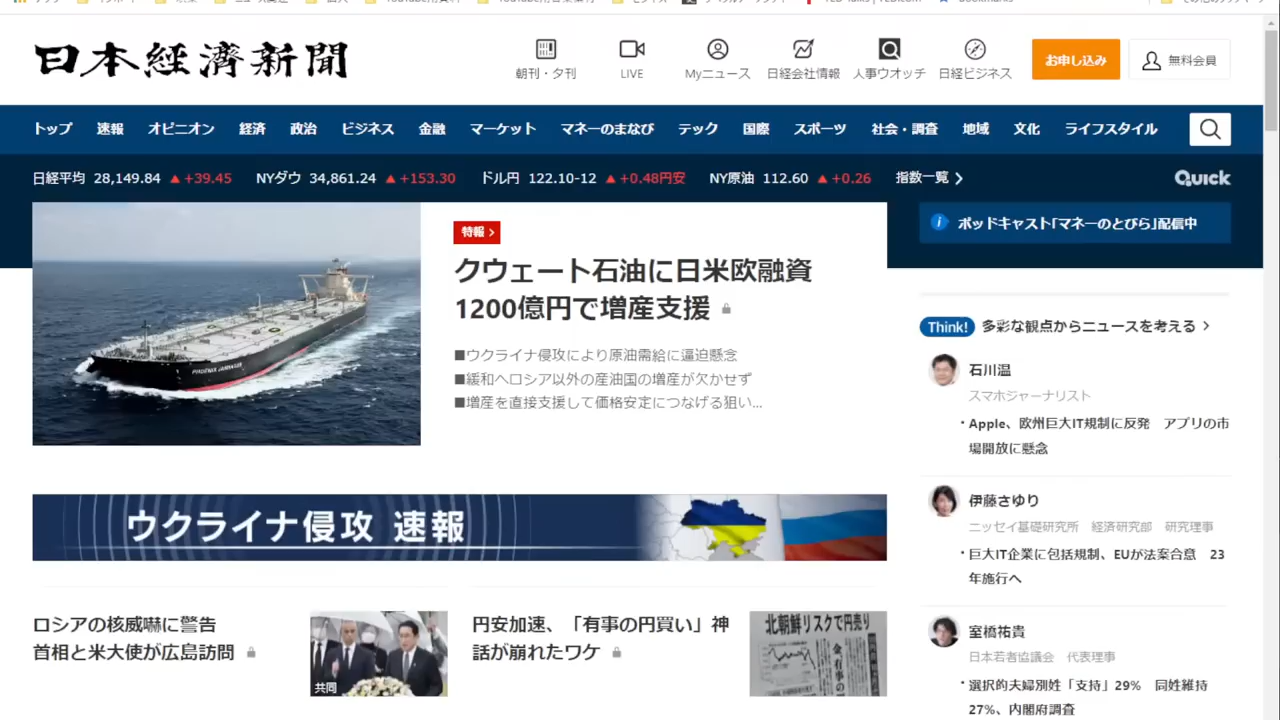 日本経済新聞
朝刊・夕刊
LIVE
Myニュース
日経会社情報
人事ウオッチ
日経ビジネス
お申し込み
無料会員
トップ 速報 オピニオン 経済 政治 ビジネス 金融 マーケット マネーのまなび テック 国際 スポーツ 社会・調査 地域 文化 ライフスタイル
日経平均 28,149.84 ▲+39.45 NYダウ 34,861.24 ▲+153.30 ドル円 122.10-12 ▲+0.48円安 NY原油 112.60 ▲+0.26 指数一覧
QUICK
特報
クウェート石油に日米欧融資
1200億円で増産支援
■ウクライナ侵攻により原油需給に逼迫懸念
■緩和へロシア以外の産油国の増産が欠かせず
■増産を直接支援して価格安定につなげる狙い...
PHOENIX JAMNAGAR
ウクライナ侵攻 速報
ロシアの核威嚇に警告
首相と米大使が広島訪問
共同
円安加速、「有事の円買い」神
話が崩れたワケ
北朝鮮リスクで円売り
ポッドキャスト「マネーのとびら」配信中
Think! 多彩な観点からニュースを考える
石川温
スマホジャーナリスト
・Apple、欧州巨大IT規制に反発 アプリの市
場開放に懸念
伊藤さゆり
ニッセイ基礎研究所 経済研究部 研究理事
・巨大IT企業に包括規制、EUが法案合意 23
年施行へ
室橋祐貴
日本若者協議会 代表理事
・選択的夫婦別姓「支持」29% 同姓維持
27%、内閣府調査